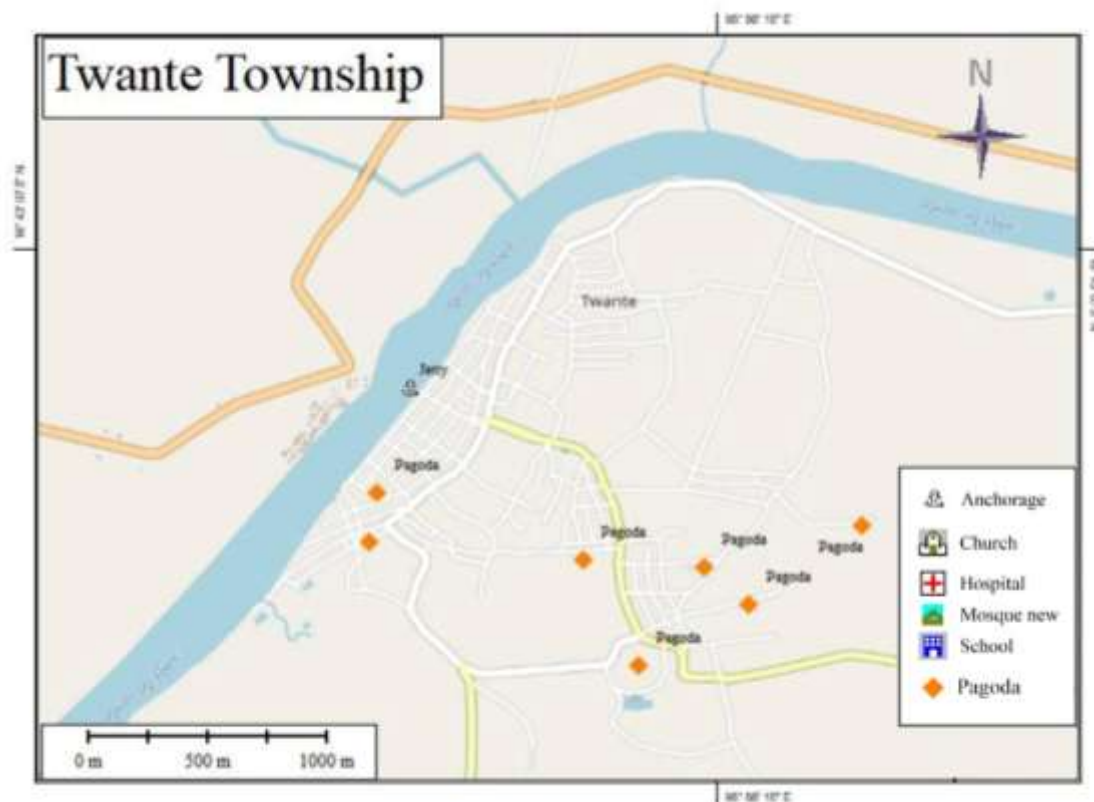 Twante Township
N
Twante
Jetty
Pagoda
Pagoda
Pagoda
Pagoda
Pagoda
Pagoda
Anchorage
Church
Hospital
Mosque new
School
Pagoda
0 m 500 m 1000 m